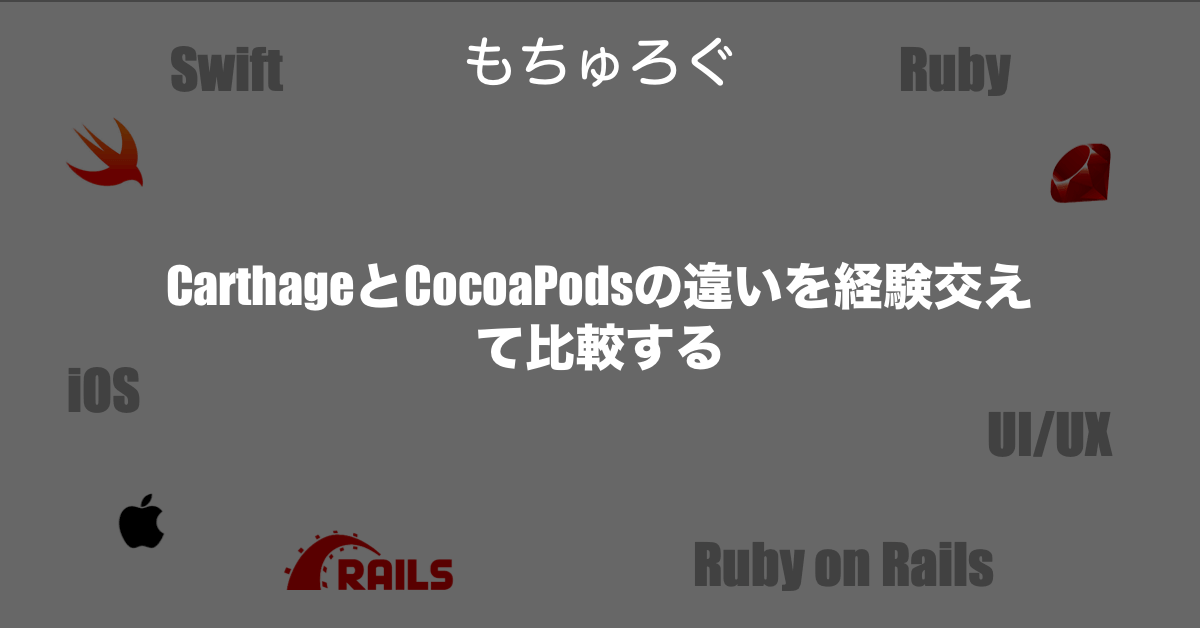 もちゅろぐ
Swift
Ruby
CarthageとCocoaPodsの違いを経験交え
て比較する
iOS
UI/UX
RAILS
Ruby on Rails